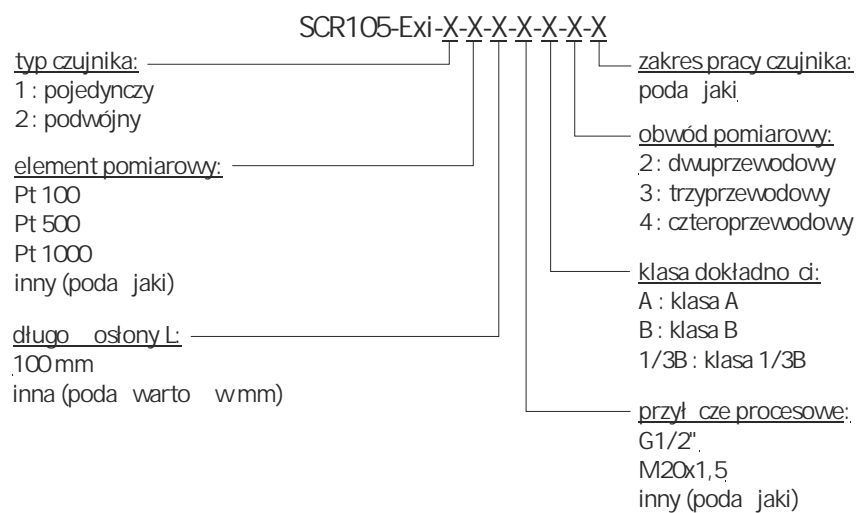 SCR105-Exi-X-X-X-X-X-X-X
typ czujnika:
1 : pojedynczy
2 : podwójny
element pomiarowy:
Pt 100
Pt 500
Pt 1000
inny (poda jaki)
długo osłony L:
100 mm
inna (poda warto w mm)
zakres pracy czujnika:
poda jaki
obwód pomiarowy:
2 : dwuprzewodowy
3 : trzyprzewodowy
4 : czteroprzewodowy
klasa dokładno ci:
A : klasa A
B : klasa B
1/3B : klasa 1/3B
przył cze procesowe:
G1/2"
M20x1,5
inny (poda jaki)